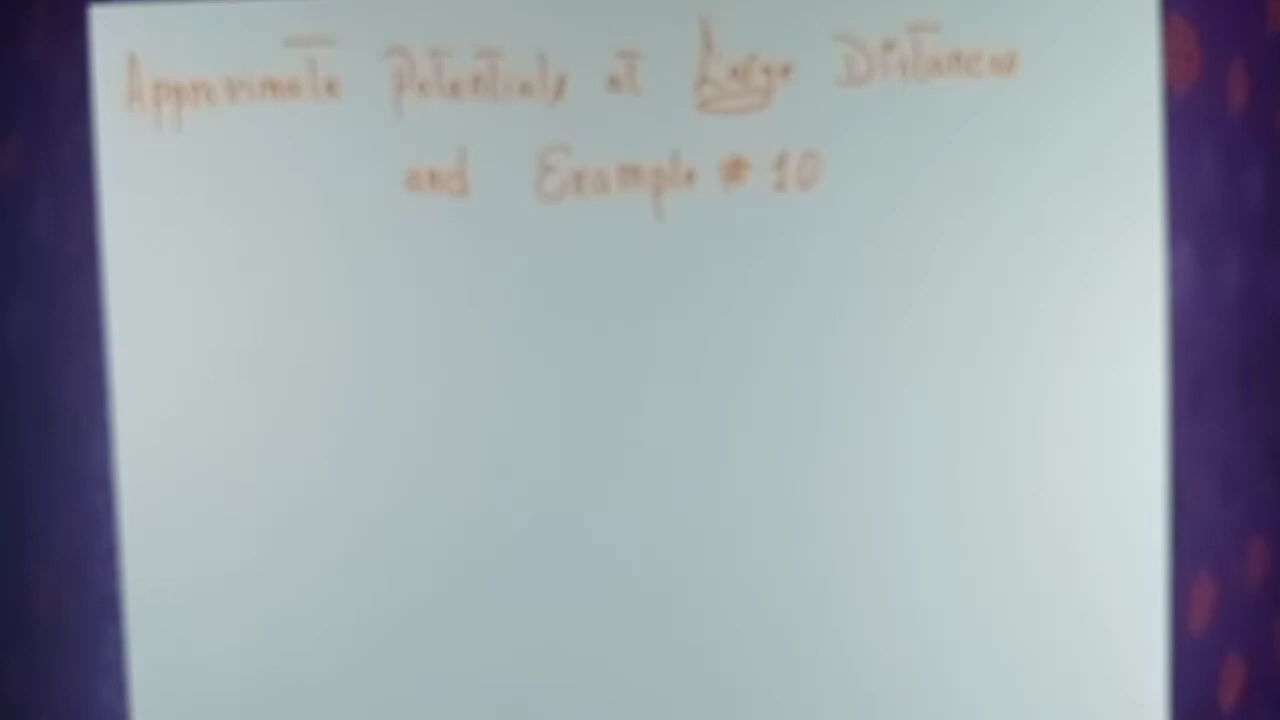 Approximate Potentials at Large Distances
and Example # 10